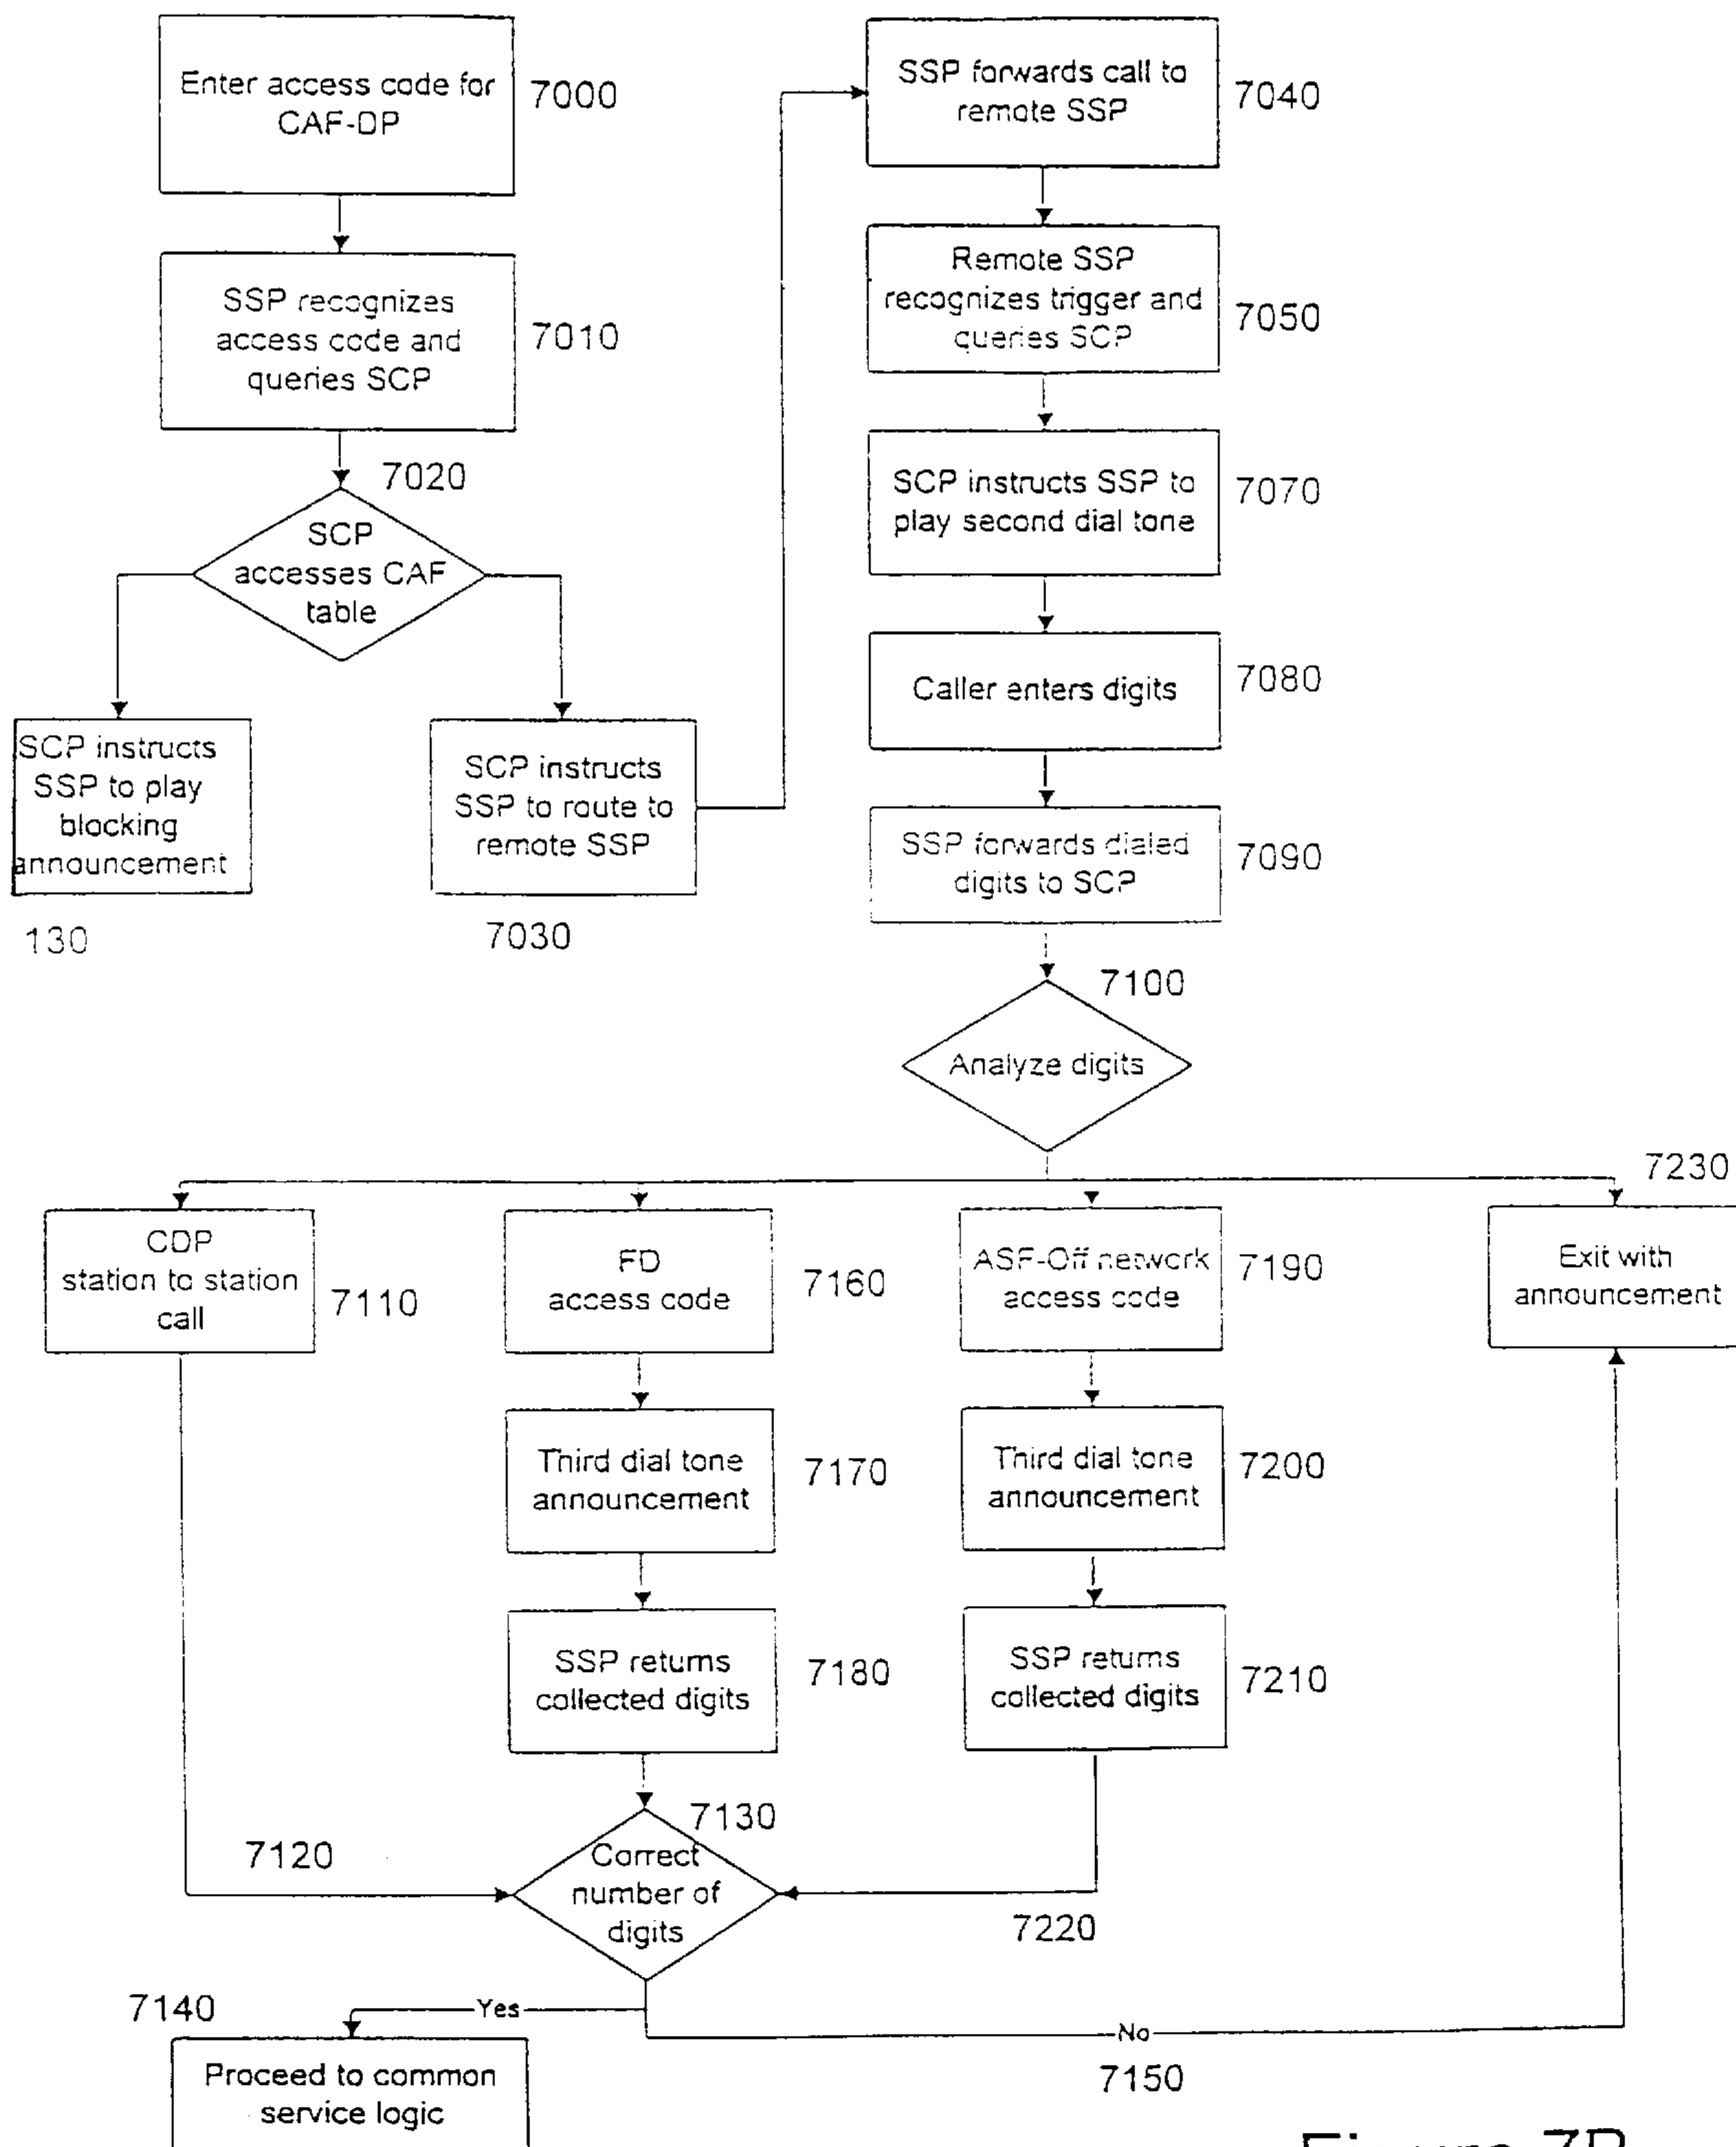 Enter access code for
CAF-DP
7000
SSP recognizes
access code and
queries SCP
7010
7020
SCP
accesses CAF
table
SCP instructs
SSP to play
blocking
announcement
130
SCP instructs
SSP to route to
remote SSP
7030
SSP forwards call to
remote SSP
7040
Remote SSP
recognizes trigger and
queries SCP
7050
SCP instructs SSP to
play second dial tone
7070
Caller enters digits
7080
SSP forwards dialed
digits to SCP
7090
7100
Analyze digits
CDP
station to station
call
7110
FD
access code
7160
ASF-Off network
access code
7190
7230
Exit with
announcement
Third dial tone
announcement
7170
Third dial tone
announcement
7200
SSP returns
collected digits
7180
SSP returns
collected digits
7210
7120
7130
Correct
number of
digits
7220
7140
Yes
No
7150
Proceed to common
service logic
Figure 7B